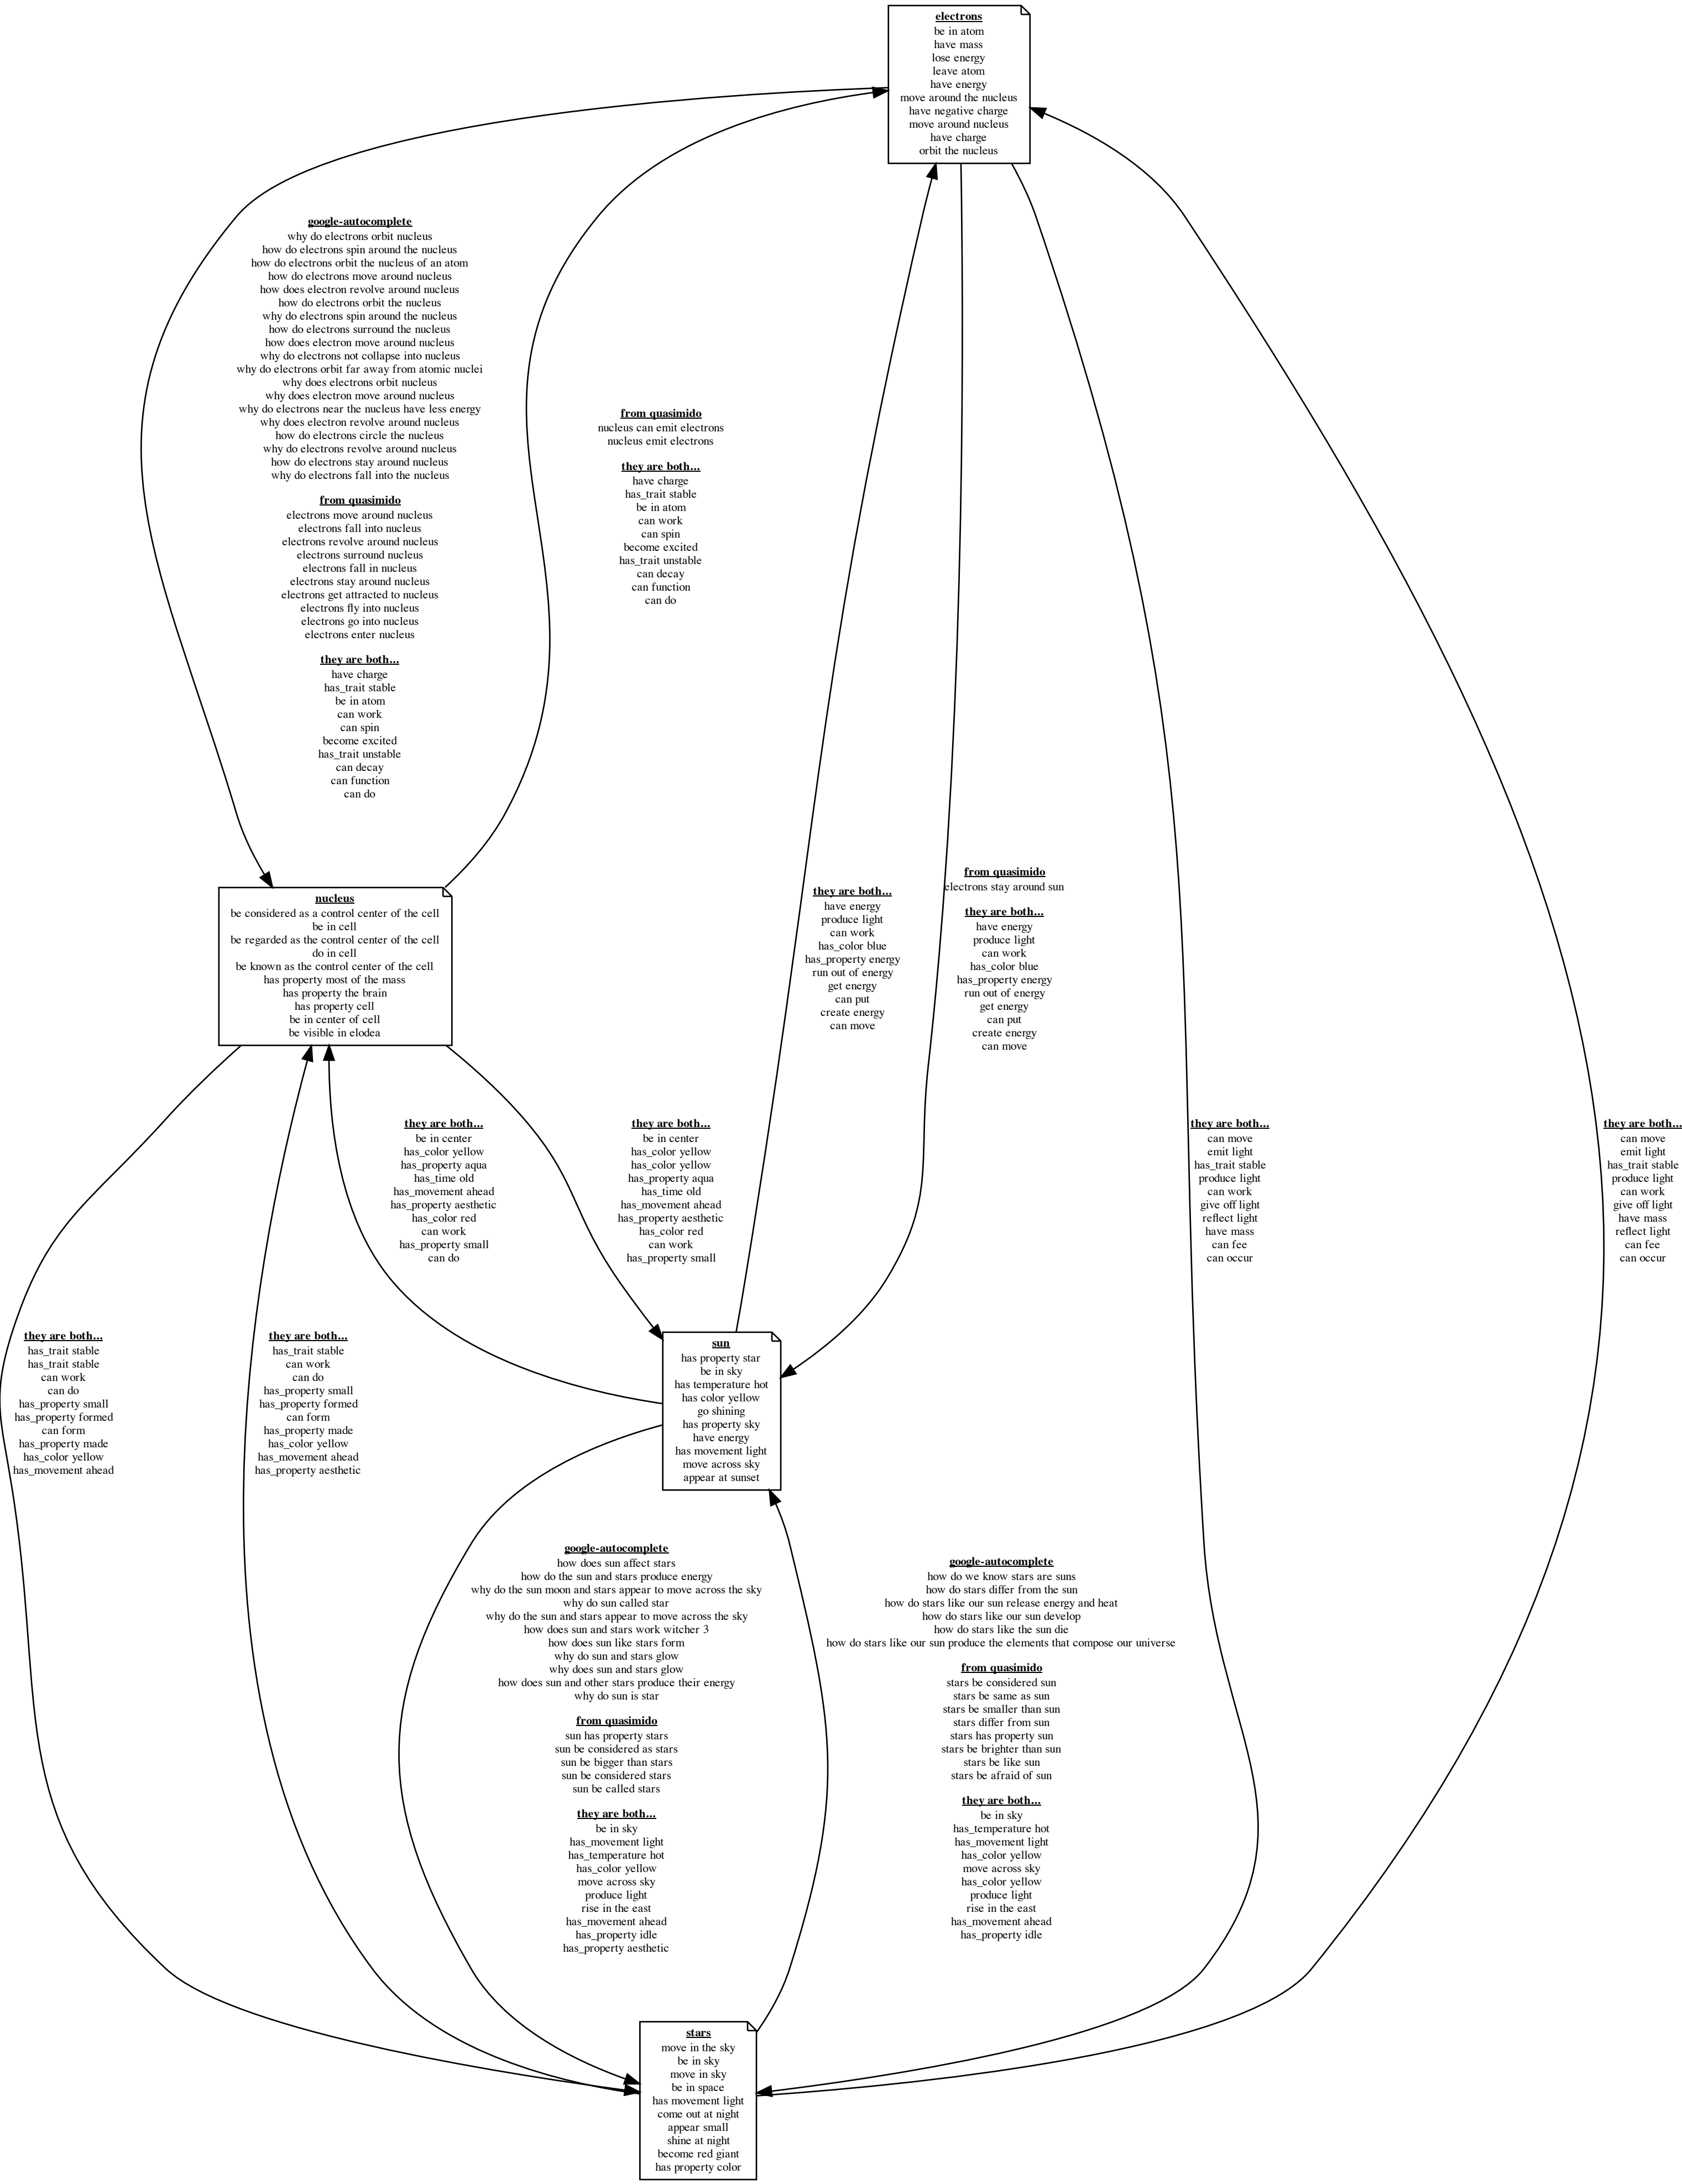 electrons
be in atom
have mass
lose energy
leave atom
have energy
move around the nucleus
have negative charge
move around nucleus
have charge
orbit the nucleus
google-autocomplete
why do electrons orbit nucleus
how do electrons spin around the nucleus
how do electrons orbit the nucleus of an atom
how do electrons move around nucleus
how does electron revolve around nucleus
how do electrons orbit the nucleus
why do electrons spin around the nucleus
how do electrons surround the nucleus
how does electron move around nucleus
why do electrons not collapse into nucleus
why do electrons orbit far away from atomic nuclei
why does electrons orbit nucleus
why does electron move around nucleus
why do electrons near the nucleus have less energy
why does electron revolve around nucleus
how do electrons circle the nucleus
why do electrons revolve around nucleus
how do electrons stay around nucleus
why do electrons fall into the nucleus
from quasimido
electrons move around nucleus
electrons fall into nucleus
electrons revolve around nucleus
electrons surround nucleus
electrons fall in nucleus
electrons stay around nucleus
electrons get attracted to nucleus
electrons fly into nucleus
electrons go into nucleus
electrons enter nucleus
they are both...
have charge
has_trait stable
be in atom
can work
can spin
become excited
has_trait unstable
can decay
can function
can do
from quasimido
nucleus can emit electrons
nucleus emit electrons
they are both...
have charge
has_trait stable
be in atom
can work
can spin
become excited
has_trait unstable
can decay
can function
can do
nucleus
be considered as a control center of the cell
be in cell
be regarded as the control center of the cell
do in cell
be known as the control center of the cell
has property most of the mass
has property the brain
has property cell
be in center of cell
be visible in elodea
they are both...
have energy
produce light
can work
has_color blue
has_property energy
run out of energy
get energy
can put
create energy
can move
from quasimido
electrons stay around sun
they are both...
have energy
produce light
can work
has_color blue
has_property energy
run out of energy
get energy
can put
create energy
can move
they are both...
be in center
has_color yellow
has_property aqua
has_time old
has_movement ahead
has_property aesthetic
has_color red
can work
has_property small
can do
they are both...
be in center
has_color yellow
has_color yellow
has_property aqua
has_time old
has_movement ahead
has_property aesthetic
has_color red
can work
has_property small
they are both...
can move
emit light
has_trait stable
produce light
can work
give off light
reflect light
have mass
can fee
can occur
they are both...
can move
emit light
has_trait stable
produce light
can work
give off light
have mass
reflect light
can fee
can occur
they are both...
has_trait stable
has_trait stable
can work
can do
has_property small
has_property formed
can form
has_property made
has_color yellow
has_movement ahead
they are both...
has_trait stable
can work
can do
has_property small
has_property formed
can form
has_property made
has_color yellow
has_movement ahead
has_property aesthetic
sun
has property star
be in sky
has temperature hot
has color yellow
go shining
has property sky
have energy
has movement light
move across sky
appear at sunset
google-autocomplete
how does sun affect stars
how do the sun and stars produce energy
why do the sun moon and stars appear to move across the sky
why do sun called star
why do the sun and stars appear to move across the sky
how does sun and stars work witcher 3
how does sun like stars form
why do sun and stars glow
why does sun and stars glow
how does sun and other stars produce their energy
why do sun is star
from quasimido
sun has property stars
sun be considered as stars
sun be bigger than stars
sun be considered stars
sun be called stars
they are both...
be in sky
has_movement light
has_temperature hot
has_color yellow
move across sky
produce light
rise in the east
has_movement ahead
has_property idle
has_property aesthetic
google-autocomplete
how do we know stars are suns
how do stars differ from the sun
how do stars like our sun release energy and heat
how do stars like our sun develop
how do stars like the sun die
how do stars like our sun produce the elements that compose our universe
from quasimido
stars be considered sun
stars be same as sun
stars be smaller than sun
stars differ from sun
stars has property sun
stars be brighter than sun
stars be like sun
stars be afraid of sun
they are both...
be in sky
has_temperature hot
has_movement light
has_color yellow
move across sky
has_color yellow
produce light
rise in the east
has_movement ahead
has_property idle
stars
move in the sky
be in sky
move in sky
be in space
has movement light
come out at night
appear small
shine at night
become red giant
has property color